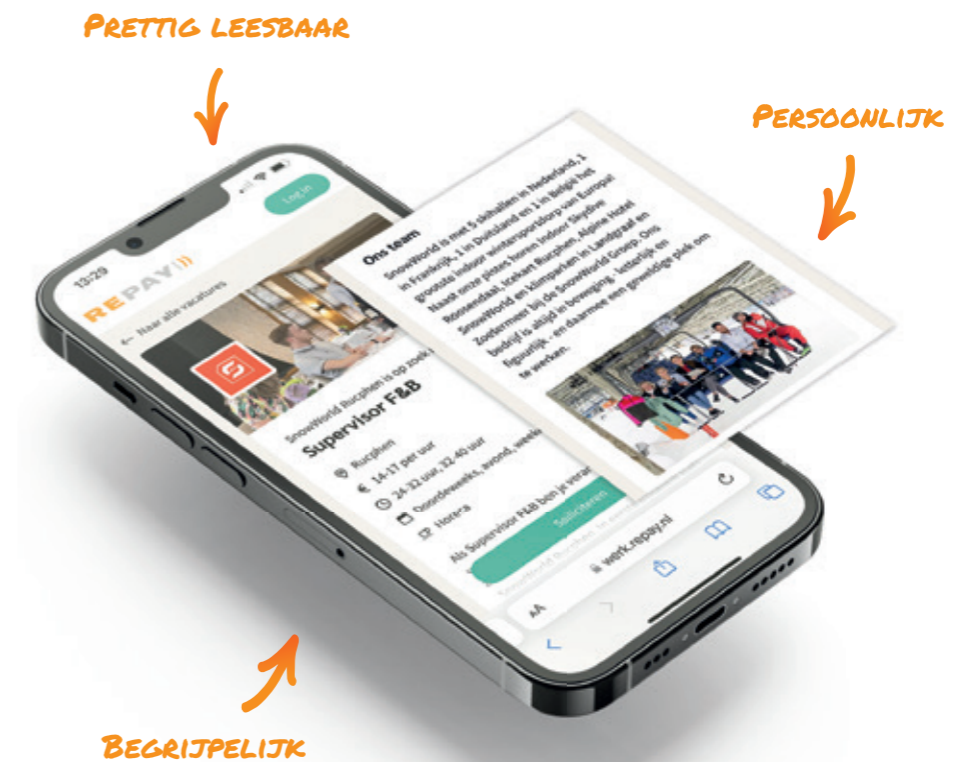 Prettig leesbaar
Persoonlijk
13:29
Log in
REPAY
← Naar alle vacatures
SnowWorld Rucphen is op zoek
Supervisor F&B
Rucphen
€ 14-17 per uur
24-32 uur, 32-40 uur
Doordeweeks, avond,
Horeca
Als Supervisor F&B ben je
Solliciteren
AA
werk.repay.nl
Ons team
SnowWorld is met 5 skihallen in Nederland, 1
in Frankrijk, 1 in Duitsland en 1 in België het
grootste indoor wintersportdorp van Europa!
Naast onze pistes horen Indoor Skydive
Roosendaal, Icekart Rucphen, Alpine Hotel
SnowWorld en klimparken in Landgraaf en
Zoetermeer bij de SnowWorld Groep. Ons
bedrijf is altijd in beweging - letterlijk en
figuurlijk - en daarmee een geweldige plek om
te werken.
Begrijpelijk